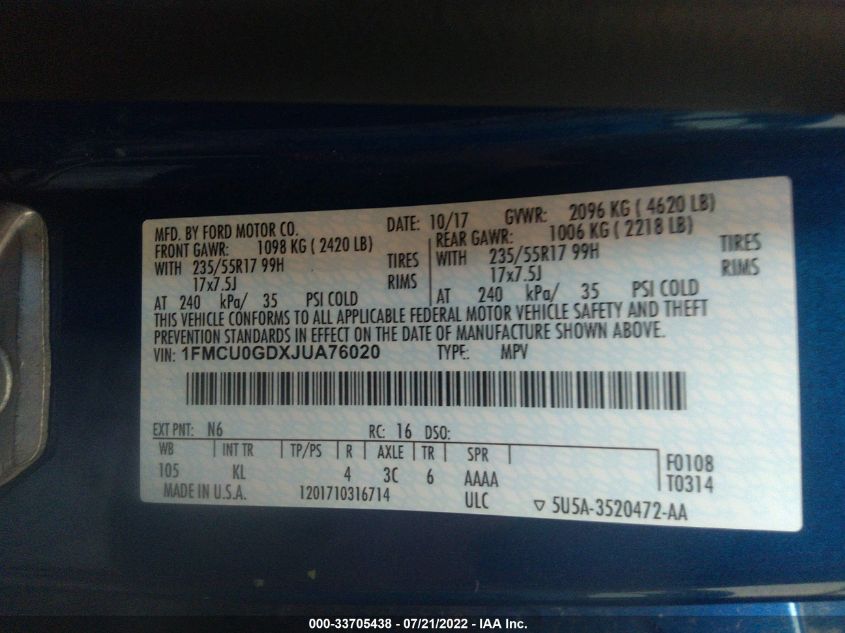 MFD. BY FORD MOTOR CO. DATE: 10/17 GVWR: 2096 KG ( 4620 LB)
FRONT GAWR: 1098 KG ( 2420 LB) REAR GAWR: 1006 KG ( 2218 LB)
WITH 235/55R17 99H TIRES WITH 235/55R17 99H TIRES
17x7.5J RIMS 17x7.5J RIMS
AT 240 kPa/ 35 PSI COLD AT 240 kPa/ 35 PSI COLD
THIS VEHICLE CONFORMS TO ALL APPLICABLE FEDERAL MOTOR VEHICLE SAFETY AND THEFT
PREVENTION STANDARDS IN EFFECT ON THE DATE OF MANUFACTURE SHOWN ABOVE.
VIN: 1FMCU0GDXJUA76020 TYPE: MPV
EXT PNT: N6 RC: 16 DSO:
WB INT TR TP/PS R AXLE TR SPR
105 KL 4 3C 6 AAAA
F0108
T0314
MADE IN U.S.A. 1201710316714 ULC ▽ 5U5A-3520472-AA
000-33705438 - 07/21/2022 - IAA Inc.